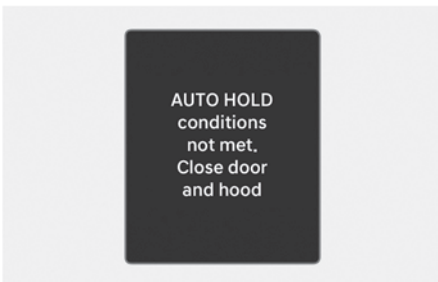 AUTO HOLD
conditions
not met.
Close door
and hood